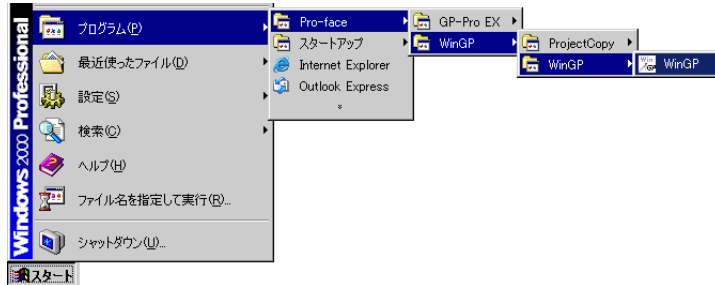 Windows 2000 Professional
プログラム(P)
最近使ったファイル(D)
設定(S)
検索(C)
ヘルプ(H)
ファイル名を指定して実行(R)...
シャットダウン(U)...
スタート
Pro-face
スタートアップ
Internet Explorer
Outlook Express
GP-Pro EX
WinGP
ProjectCopy
WinGP
WinGP